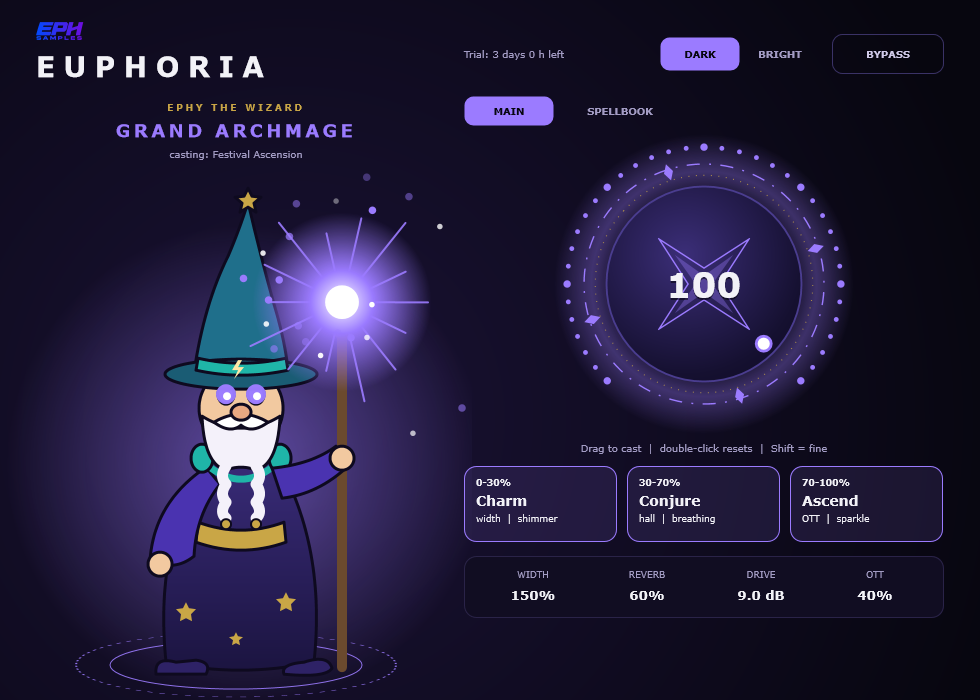 EPH
SAMPLES
EUPHORIA
EPHY THE WIZARD
GRAND ARCHMAGE
casting: Festival Ascension
Trial: 3 days 0 h left
DARK
BRIGHT
BYPASS
MAIN
SPELLBOOK
100
Drag to cast | double-click resets | Shift = fine
0-30%
Charm
width | shimmer
30-70%
Conjure
hall | breathing
70-100%
Ascend
OTT | sparkle
WIDTH
150%
REVERB
60%
DRIVE
9.0 dB
OTT
40%